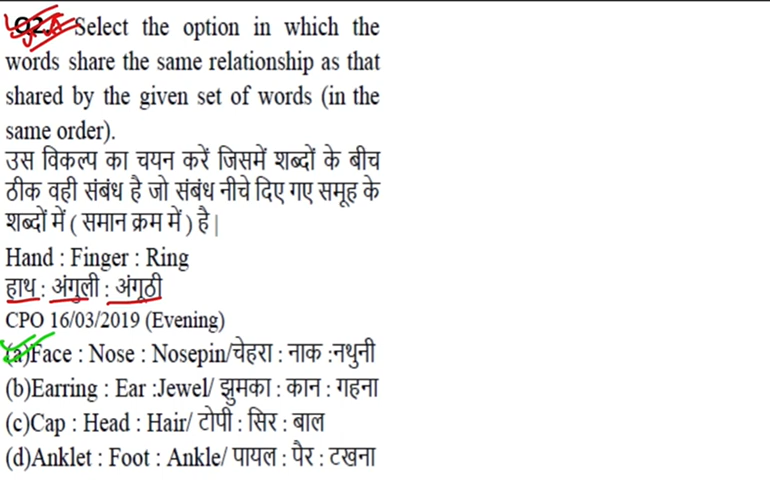 Q2. Select the option in which the
words share the same relationship as that
shared by the given set of words (in the
same order).
उस विकल्प का चयन करें जिसमें शब्दों के बीच
ठीक वही संबंध है जो संबंध नीचे दिए गए समूह के
शब्दों में ( समान क्रम में ) है |
Hand : Finger : Ring
हाथ : अंगुली : अंगूठी
CPO 16/03/2019 (Evening)
(a)Face : Nose : Nosepin/चेहरा : नाक :नथुनी
(b)Earring : Ear :Jewel/ झुमका : कान : गहना
(c)Cap : Head : Hair/ टोपी : सिर : बाल
(d)Anklet : Foot : Ankle/ पायल : पैर : टखना